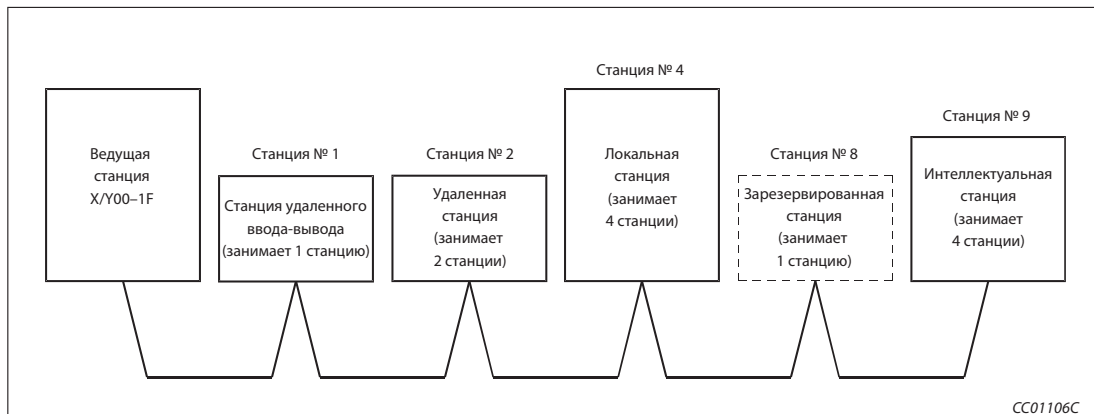 Ведущая
станция
X/Y00–1F
Станция № 1
Станция удаленного
ввода-вывода
(занимает 1 станцию)
Станция № 2
Удаленная
станция
(занимает
2 станции)
Станция № 4
Локальная
станция
(занимает
4 станции)
Станция № 8
Зарезервированная
станция
(занимает
1 станцию)
Станция № 9
Интеллектуальная
станция
(занимает
4 станции)
CC01106C